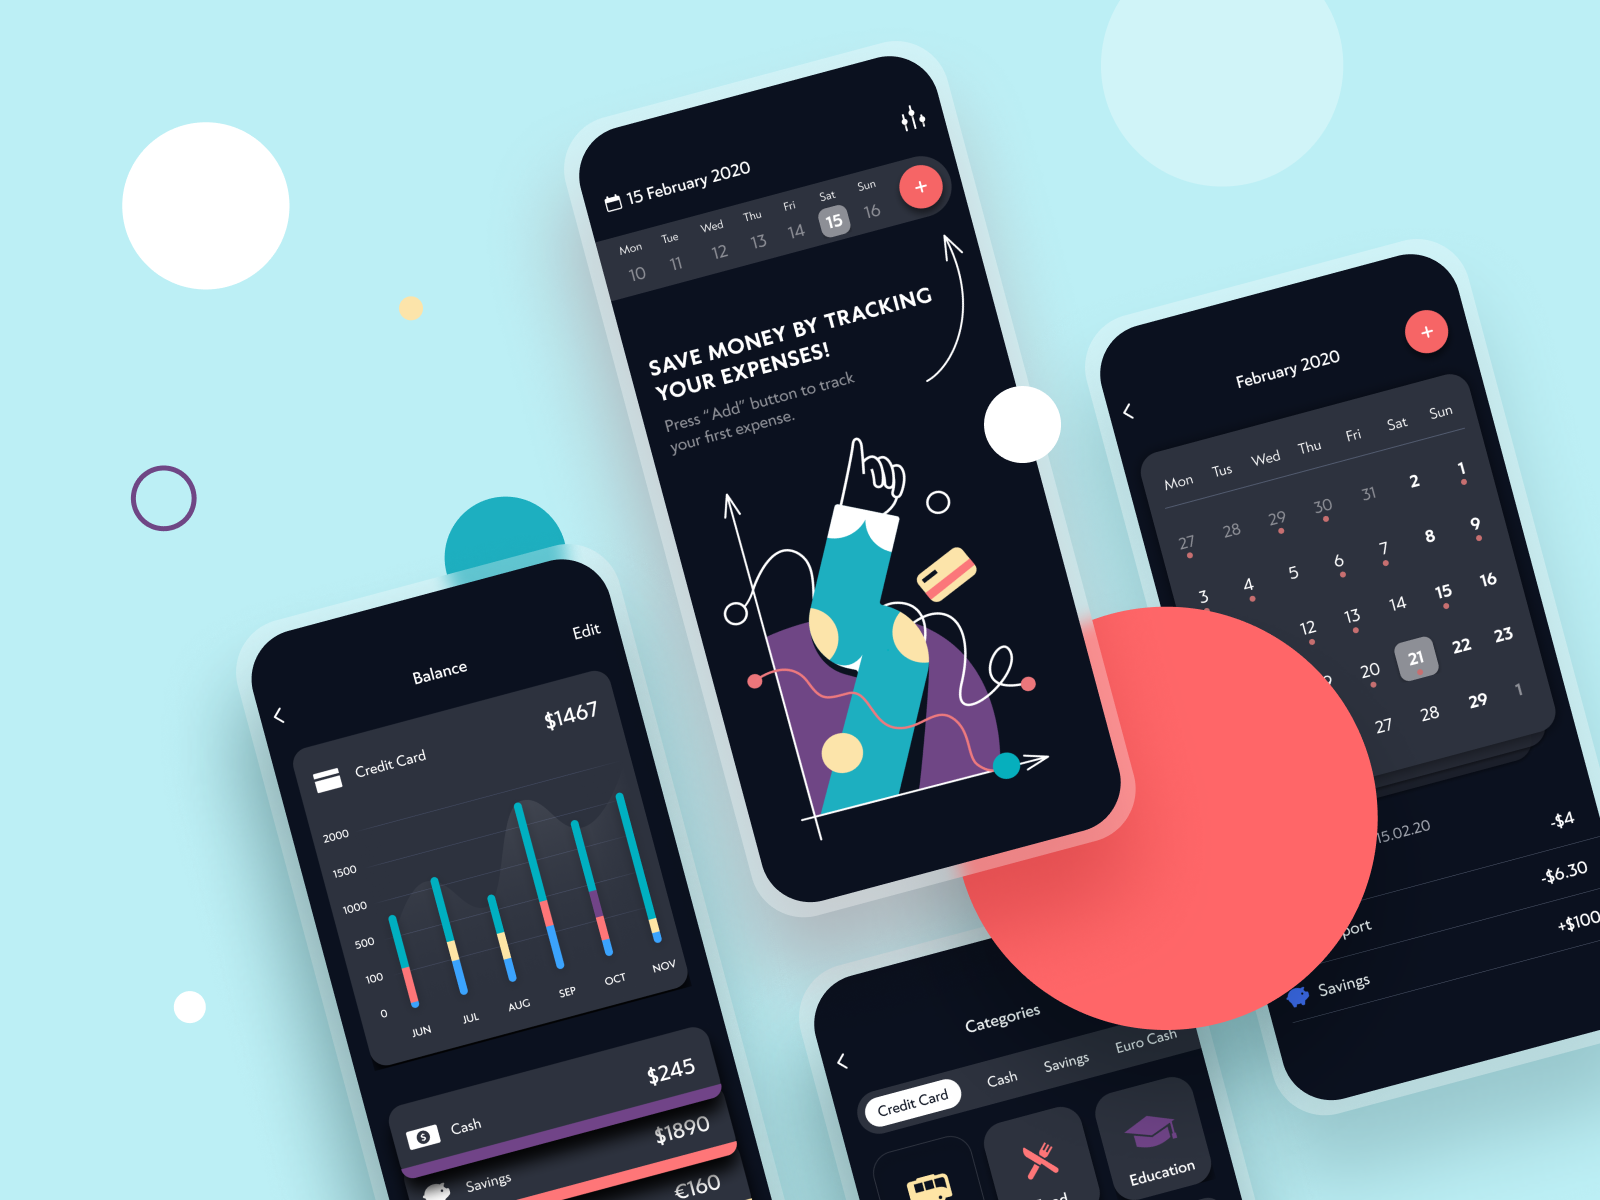 15 February 2020
Mon Tue Wed Thu Fri Sat Sun
10 11 12 13 14 15 16
+
SAVE MONEY BY TRACKING
YOUR EXPENSES!
Press “Add” button to track
your first expense.
Edit
Balance
$1467
Credit Card
2000
1500
1000
500
100
0
JUN JUL AUG SEP OCT NOV
$245
Cash
$1890
Savings
€160
+
February 2020
Mon Tus Wed Thu Fri Sat Sun
27 28 29 30 31 2 1
3 4 5 6 7 8 9
12 13 14 15 16
20 21 22 23
27 28 29 1
15.02.20
-$4
-$6.30
port
+$100
Savings
Categories
Credit Card Cash Savings Euro Cash
Education